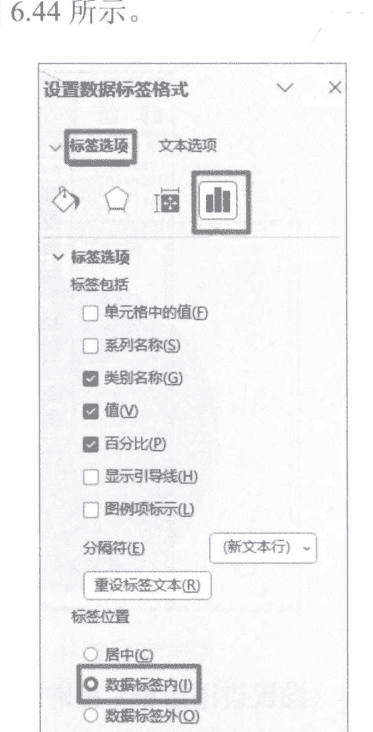 6.44 所示。
设置数据标签格式
标签选项 文本选项
标签选项
标签包括
单元格中的值(F)
系列名称(S)
类别名称(G)
值(V)
百分比(P)
显示引导线(H)
图例项标示(L)
分隔符(E) (新文本行)
重设标签文本(R)
标签位置
居中(C)
数据标签内(I)
数据标签外(O)